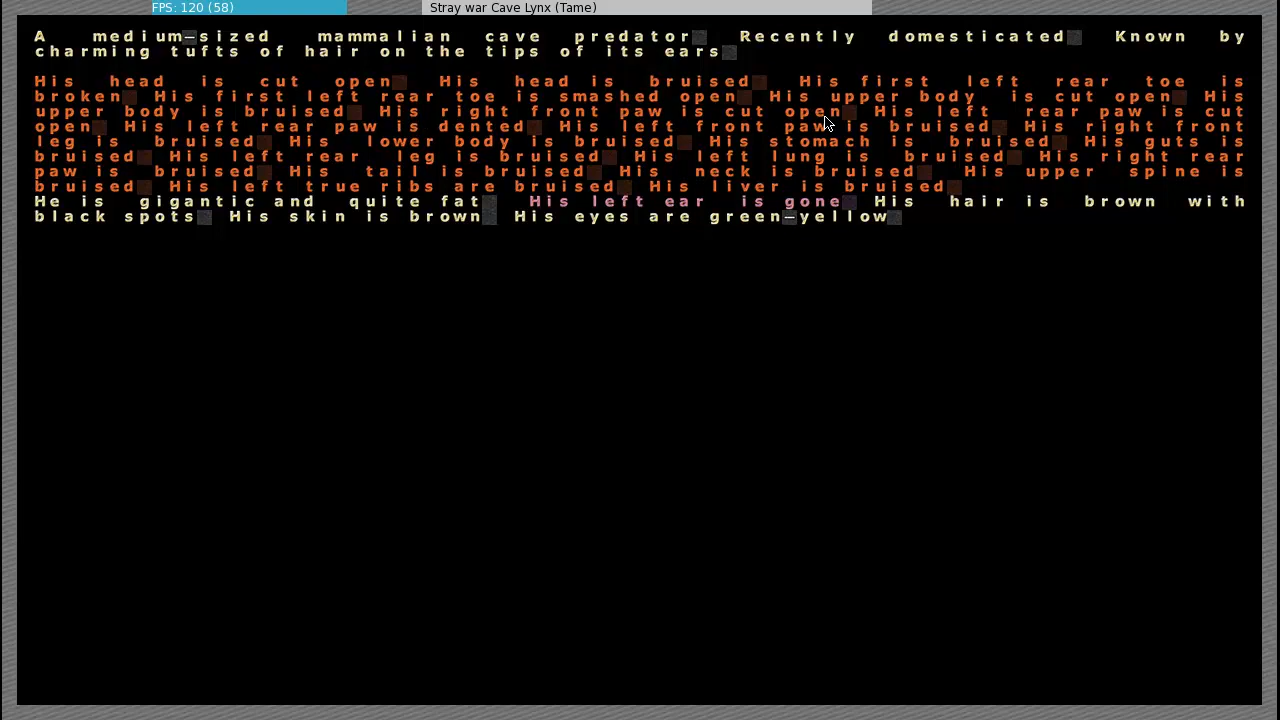 FPS: 120 (58)
Stray war Cave Lynx (Tame)
A medium-sized mammalian cave predator. Recently domesticated. Known by
charming tufts of hair on the tips of its ears.
His head is cut open. His head is bruised. His first left rear toe is
broken. His first left rear toe is smashed open. His upper body is cut open. His
upper body is bruised. His right front paw is cut open. His left rear paw is cut
open. His left rear paw is dented. His left front paw is bruised. His right front
leg is bruised. His lower body is bruised. His stomach is bruised. His guts is
bruised. His left rear leg is bruised. His left lung is bruised. His right rear
paw is bruised. His tail is bruised. His neck is bruised. His upper spine is
bruised. His left true ribs are bruised. His liver is bruised.
He is gigantic and quite fat. His left ear is gone. His hair is brown with
black spots. His skin is brown. His eyes are green-yellow.